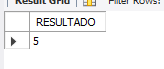 Result Grid Filter Rows:
RESULTADO
5